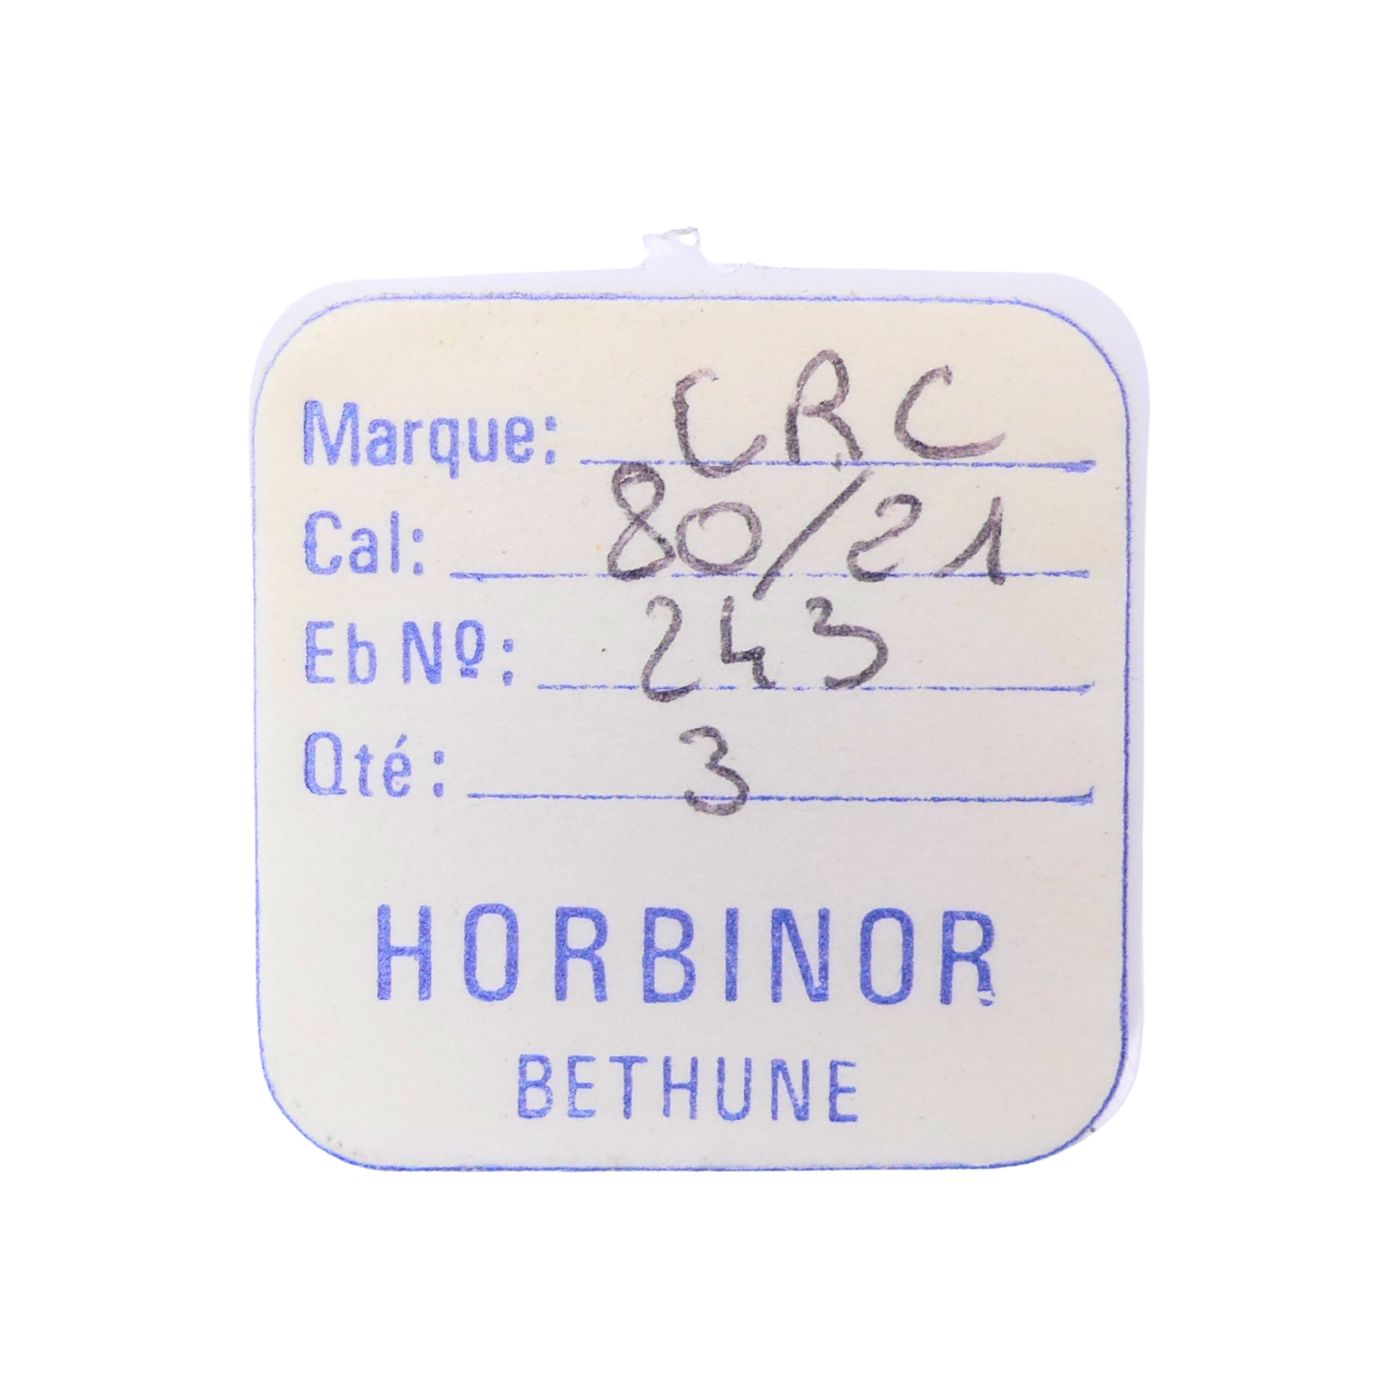 Marque: CRC
Cal: 80/21
Eb Nº: 243
Qté: 3
HORBINOR
BETHUNE